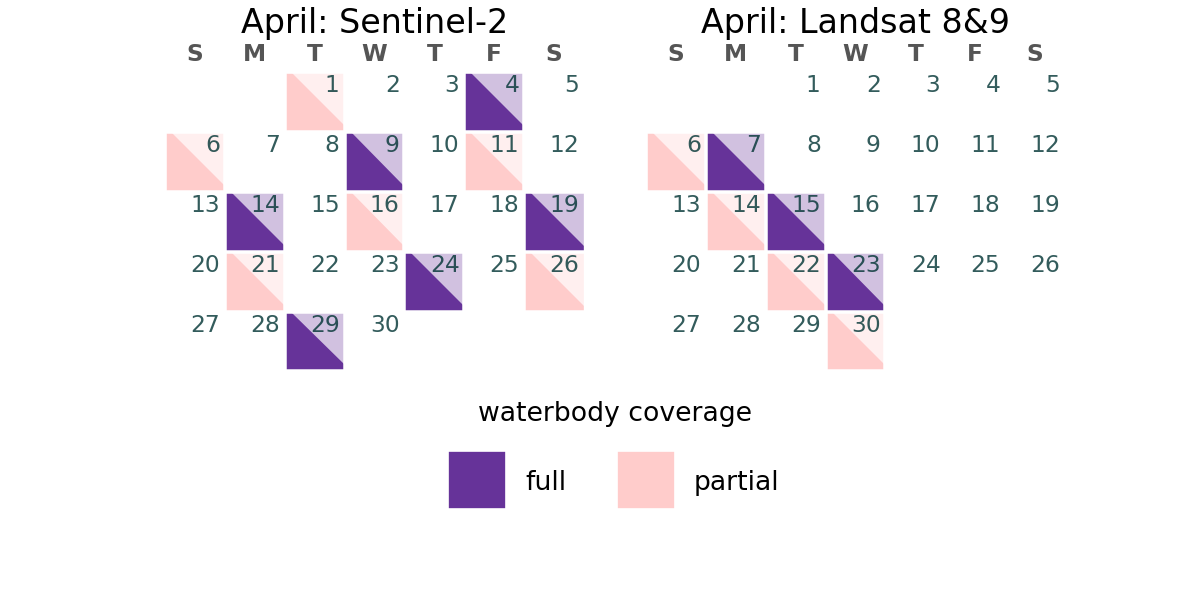 April: Sentinel-2
S M T W T F S
1 2 3 4 5
6 7 8 9 10 11 12
13 14 15 16 17 18 19
20 21 22 23 24 25 26
27 28 29 30
April: Landsat 8&9
S M T W T F S
1 2 3 4 5
6 7 8 9 10 11 12
13 14 15 16 17 18 19
20 21 22 23 24 25 26
27 28 29 30
waterbody coverage
full partial